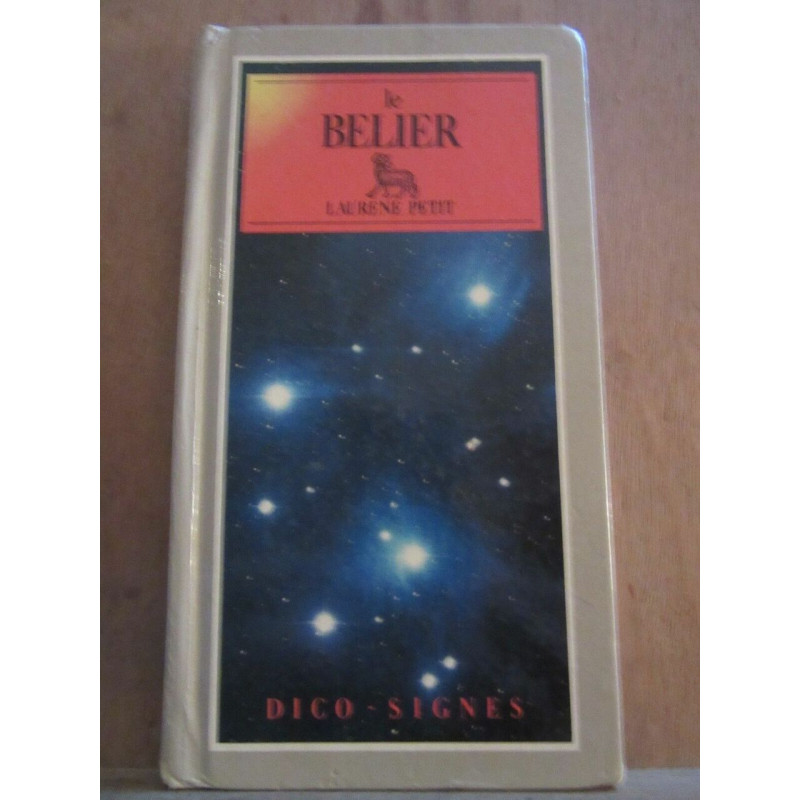 le
BELIER
LAURENE PETIT
DICO - SIGNES